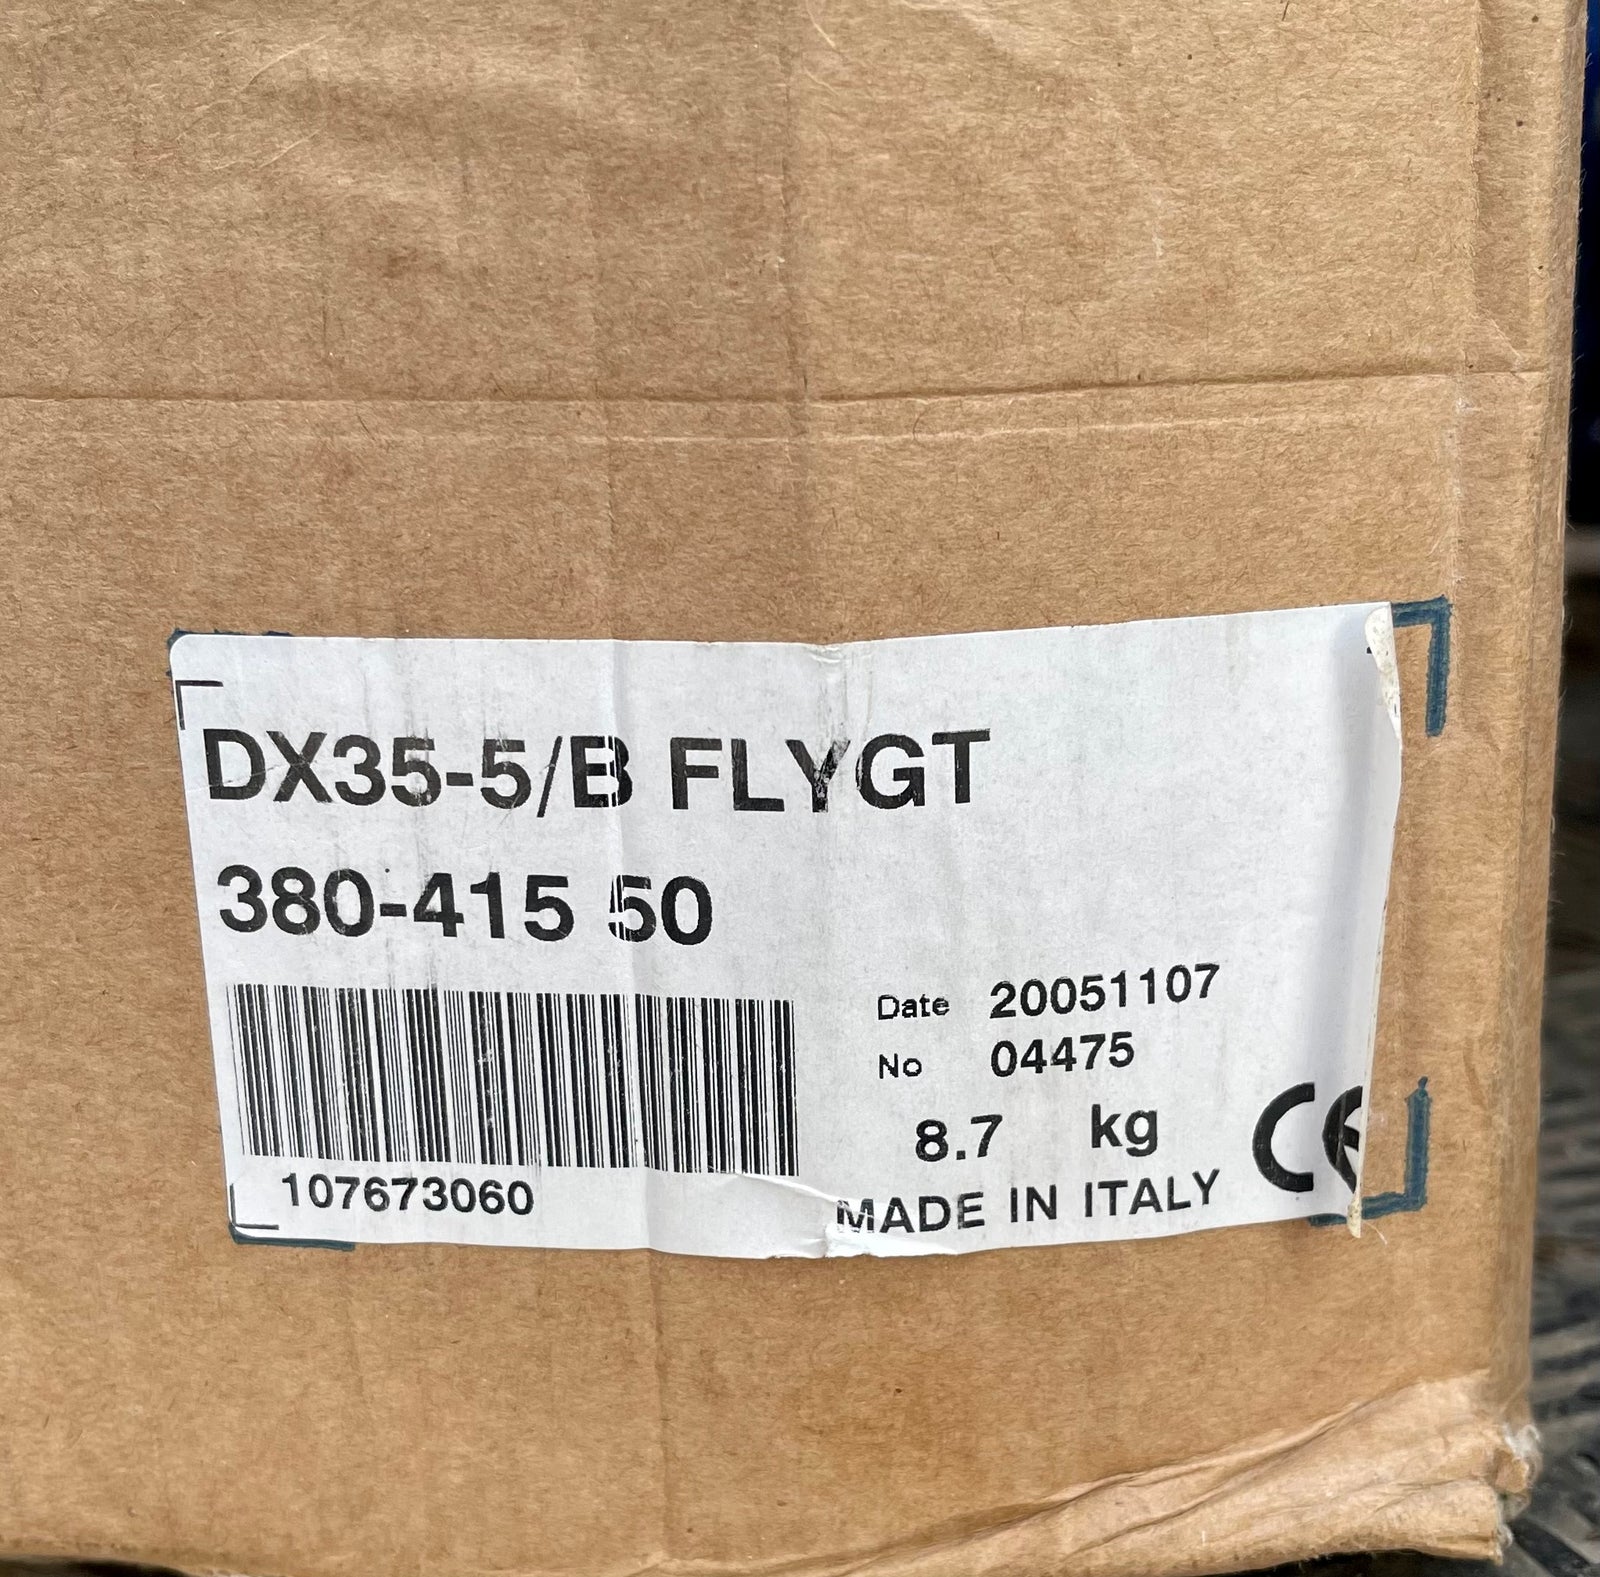 DX35-5/B FLYGT
380-415 50
Date 20051107
No 04475
8.7 kg
107673060
MADE IN ITALY
CE